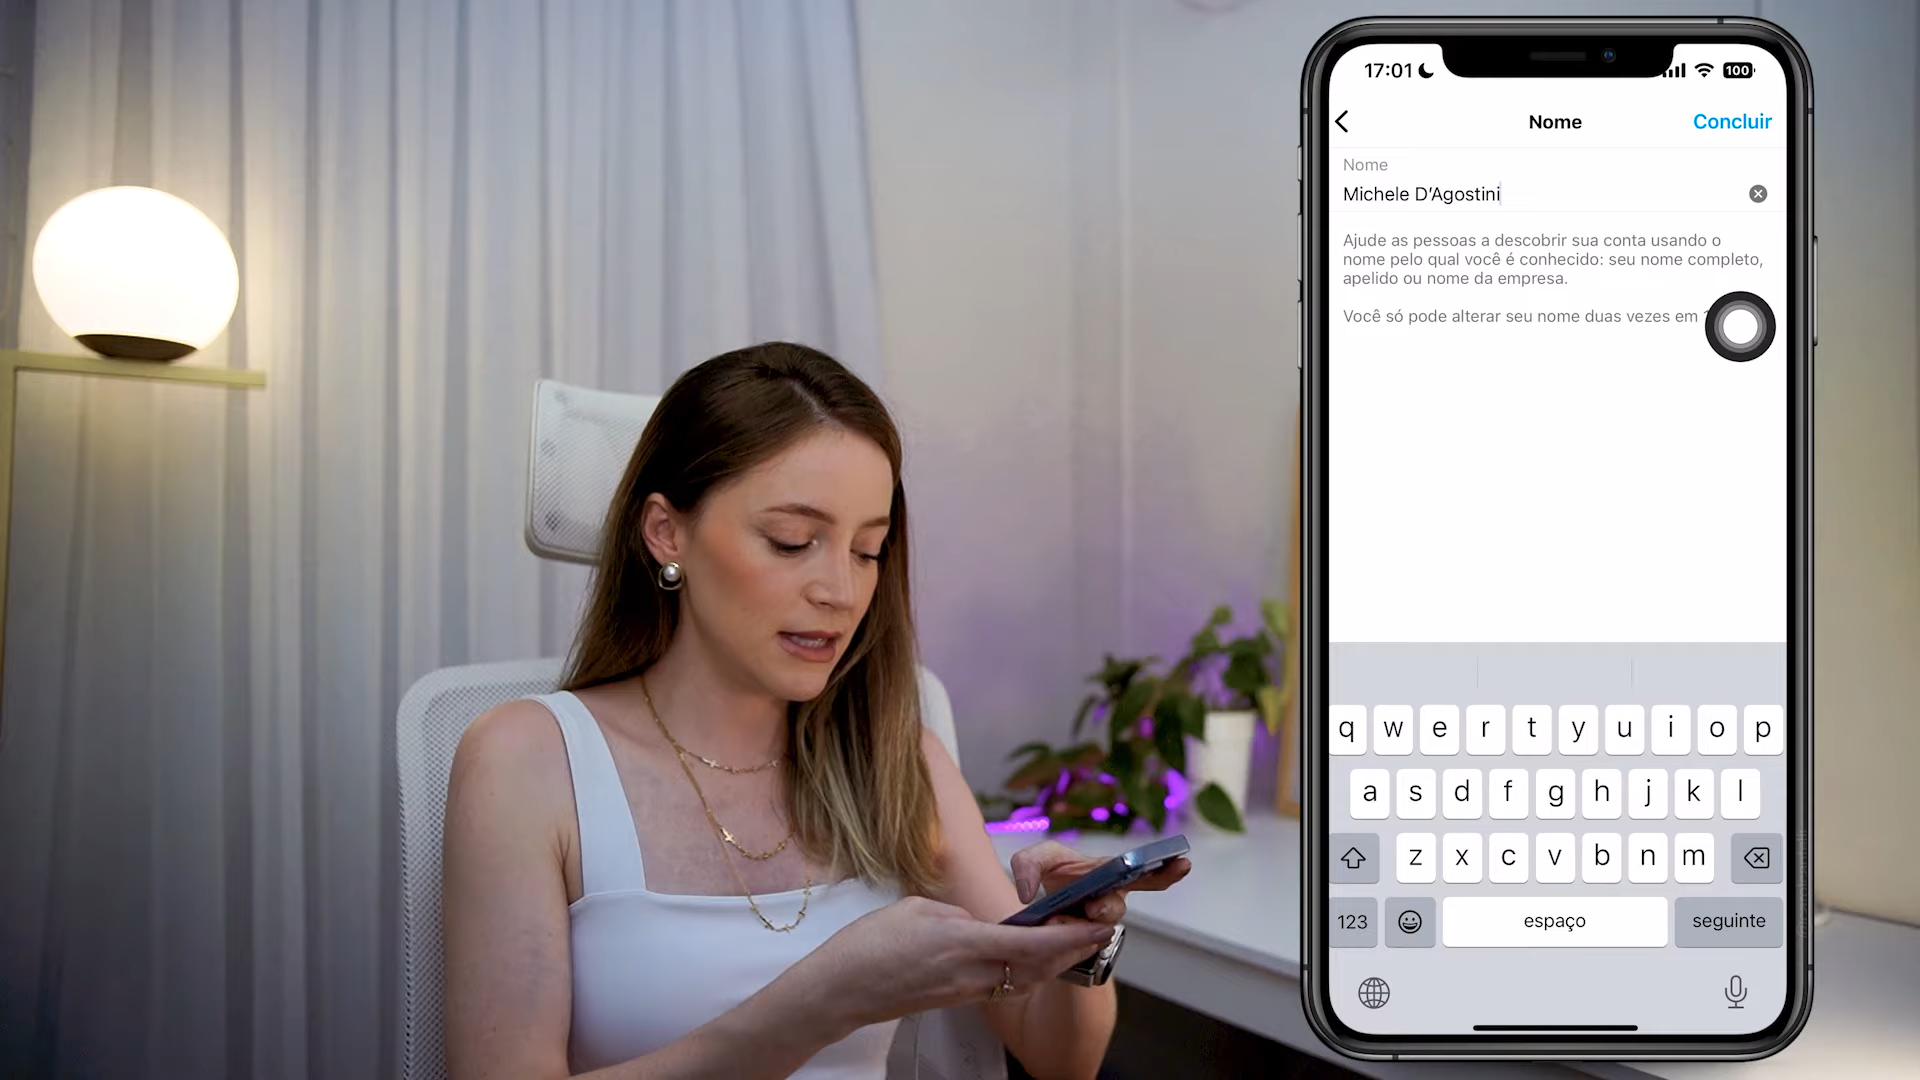 17:01
100
Nome
Concluir
Nome
Michele D'Agostini
Ajude as pessoas a descobrir sua conta usando o
nome pelo qual você é conhecido: seu nome completo,
apelido ou nome da empresa.
Você só pode alterar seu nome duas vezes em
q w e r t y u i o p
a s d f g h j k l
z x c v b n m
123
espaço
seguinte